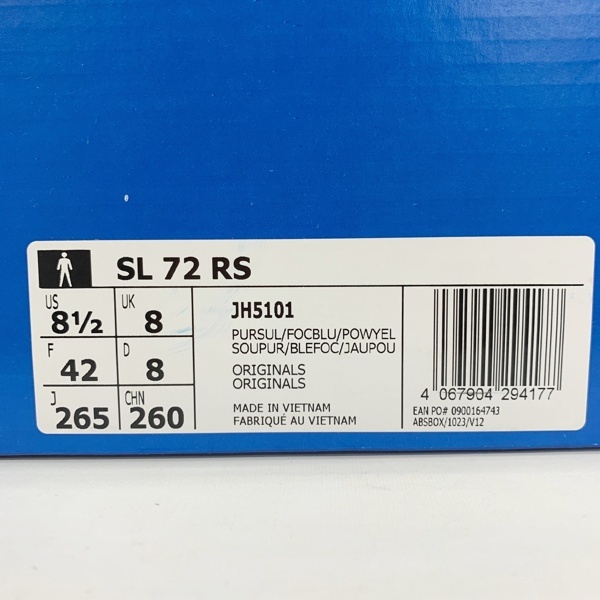 SL 72 RS
US 8½ UK 8
F 42 D 8
J 265 CHN 260
JH5101
PURSUL/FOCBLU/POWYEL
SOUPUR/BLEFOC/JAUPOU
ORIGINALS
ORIGINALS
MADE IN VIETNAM
FABRIQUÉ AU VIETNAM
4 067904 294177
EAN PO# 0900164743
ABSBOX/1023/V12